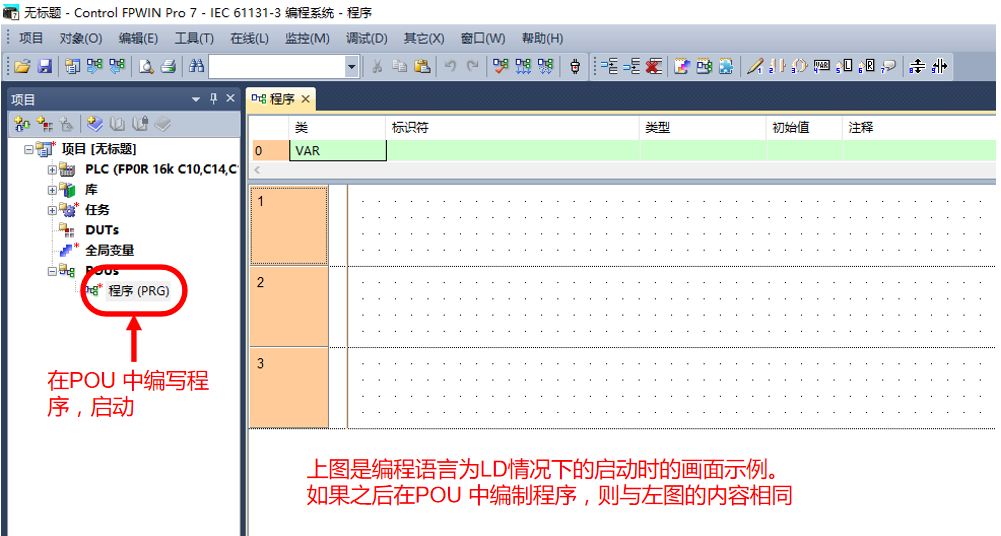 无标题 - Control FPWIN Pro 7 - IEC 61131-3 编程系统 - 程序
项目 对象(O) 编辑(E) 工具(T) 在线(L) 监控(M) 调试(D) 其它(X) 窗口(W) 帮助(H)
项目
程序
类 标识符 类型 初始值 注释
0 VAR
项目 [无标题]
PLC (FP0R 16k C10,C14,C1
库
任务
DUTs
全局变量
POUs
程序 (PRG)
1
2
3
在POU 中编写程
序，启动
上图是编程语言为LD情况下的启动时的画面示例。
如果之后在POU 中编制程序，则与左图的内容相同